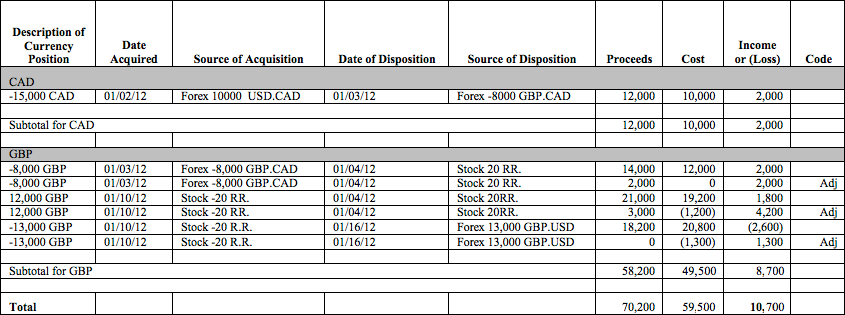 Description of Currency Position Date Acquired Source of Acquisition Date of Disposition Source of Disposition Proceeds Cost Income or (Loss) Code
CAD
-15,000 CAD 01/02/12 Forex 10000 USD.CAD 01/03/12 Forex -8000 GBP.CAD 12,000 10,000 2,000
Subtotal for CAD 12,000 10,000 2,000
GBP
-8,000 GBP 01/03/12 Forex -8,000 GBP.CAD 01/04/12 Stock 20 RR. 14,000 12,000 2,000
-8,000 GBP 01/03/12 Forex -8,000 GBP.CAD 01/04/12 Stock 20 RR. 2,000 0 2,000 Adj
12,000 GBP 01/10/12 Stock -20 RR. 01/04/12 Stock 20RR. 21,000 19,200 1,800
12,000 GBP 01/10/12 Stock -20 RR. 01/04/12 Stock 20RR. 3,000 (1,200) 4,200 Adj
-13,000 GBP 01/10/12 Stock -20 R.R. 01/16/12 Forex 13,000 GBP.USD 18,200 20,800 (2,600)
-13,000 GBP 01/10/12 Stock -20 R.R. 01/16/12 Forex 13,000 GBP.USD 0 (1,300) 1,300 Adj
Subtotal for GBP 58,200 49,500 8,700
Total 70,200 59,500 10,700